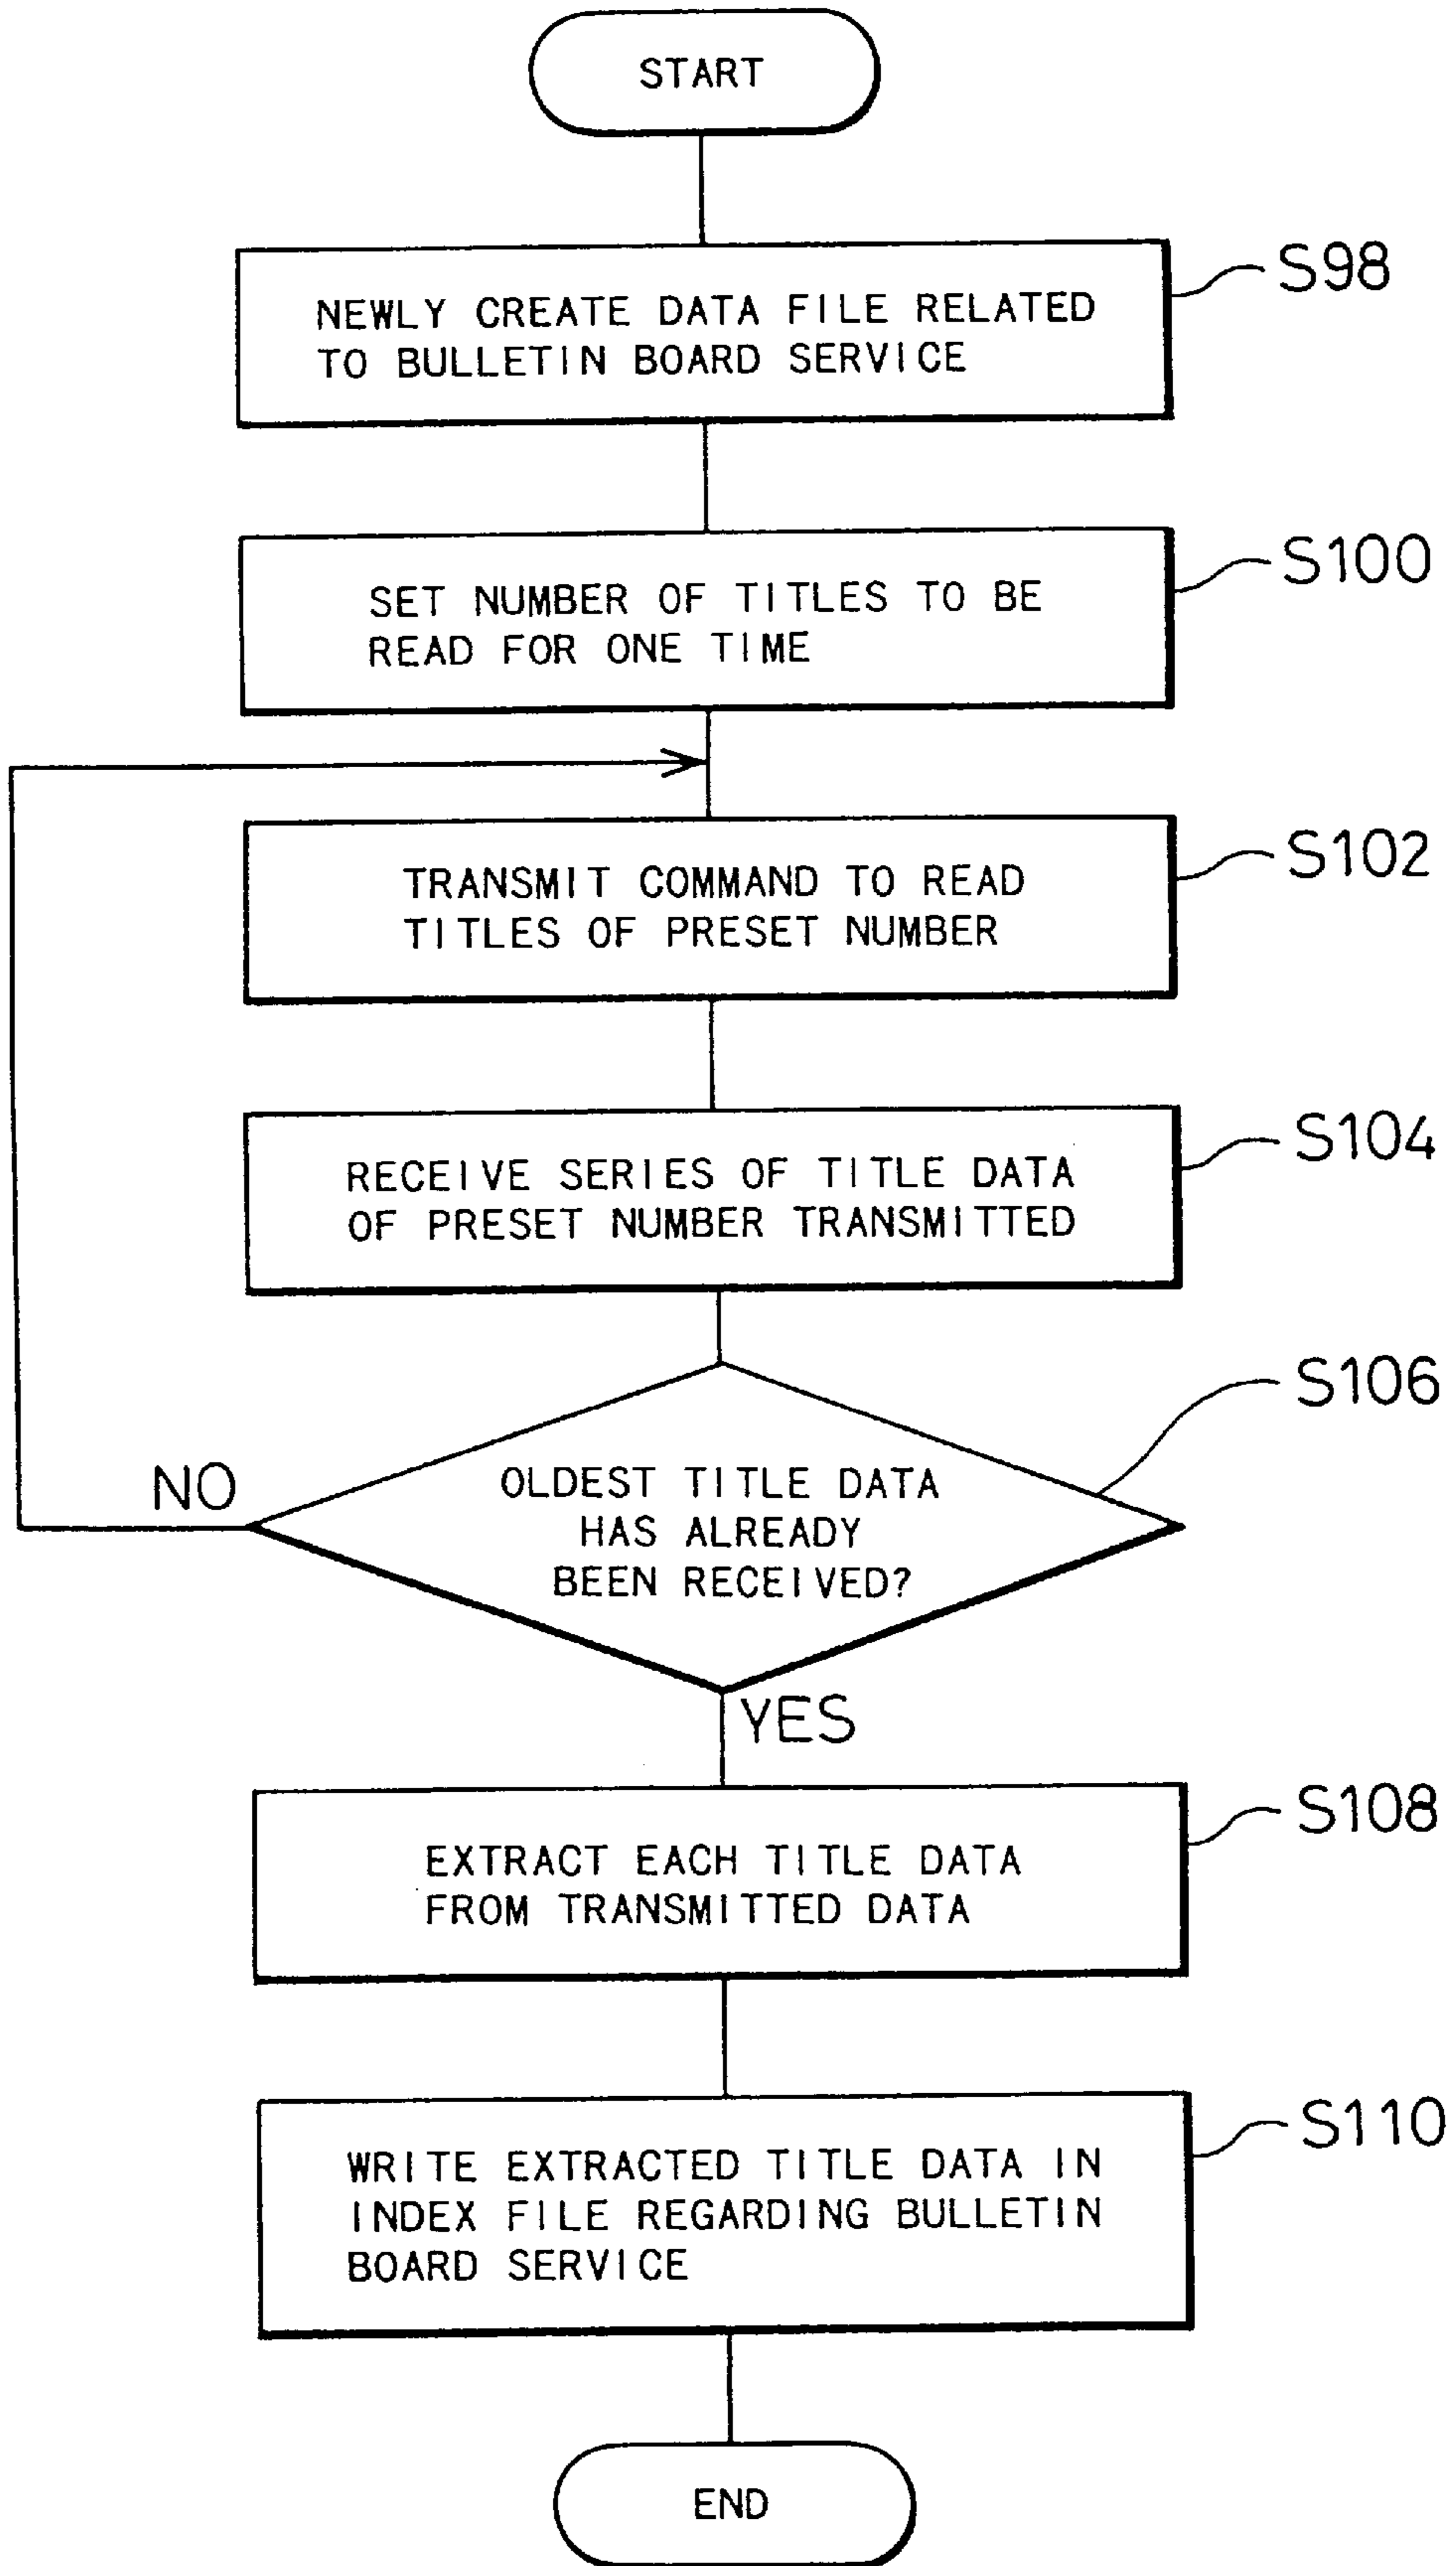 START
NEWLY CREATE DATA FILE RELATED
TO BULLETIN BOARD SERVICE
S98
SET NUMBER OF TITLES TO BE
READ FOR ONE TIME
S100
TRANSMIT COMMAND TO READ
TITLES OF PRESET NUMBER
S102
RECEIVE SERIES OF TITLE DATA
OF PRESET NUMBER TRANSMITTED
S104
OLDEST TITLE DATA
HAS ALREADY
BEEN RECEIVED?
S106
NO
YES
EXTRACT EACH TITLE DATA
FROM TRANSMITTED DATA
S108
WRITE EXTRACTED TITLE DATA IN
INDEX FILE REGARDING BULLETIN
BOARD SERVICE
S110
END